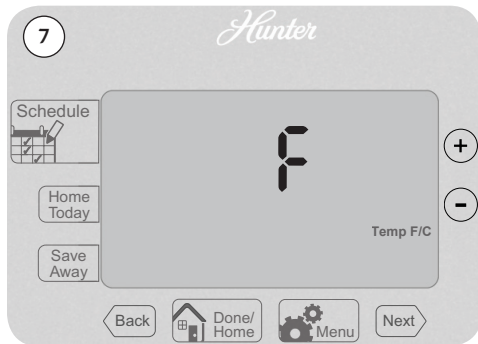 7
Hunter
Schedule
F
+
Home
Today
-
Temp F/C
Save
Away
Back
Done/
Home
Menu
Next